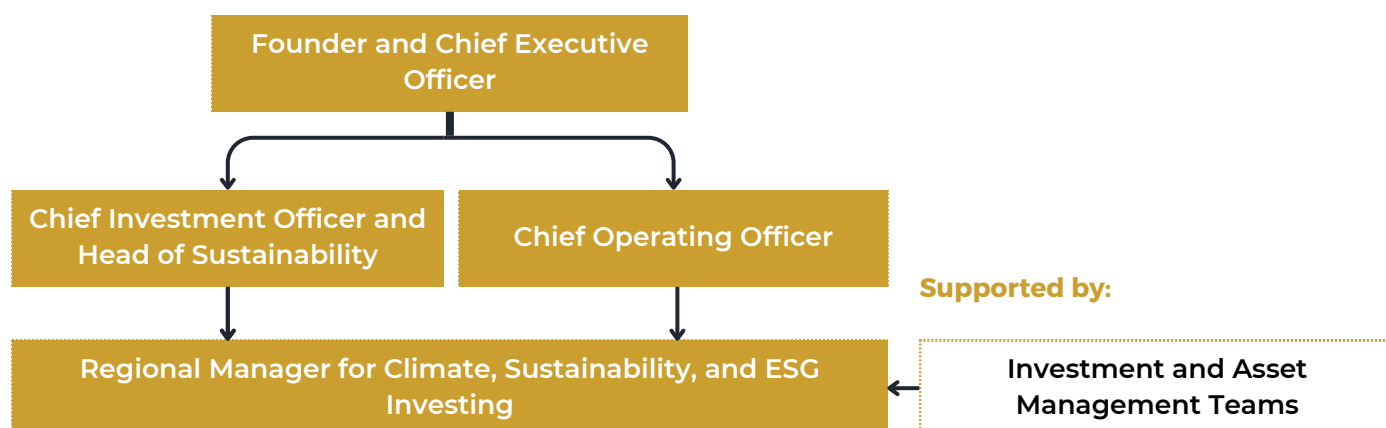 Founder and Chief Executive
Officer
Chief Investment Officer and
Head of Sustainability
Chief Operating Officer
Supported by:
Regional Manager for Climate, Sustainability, and ESG
Investing
Investment and Asset
Management Teams